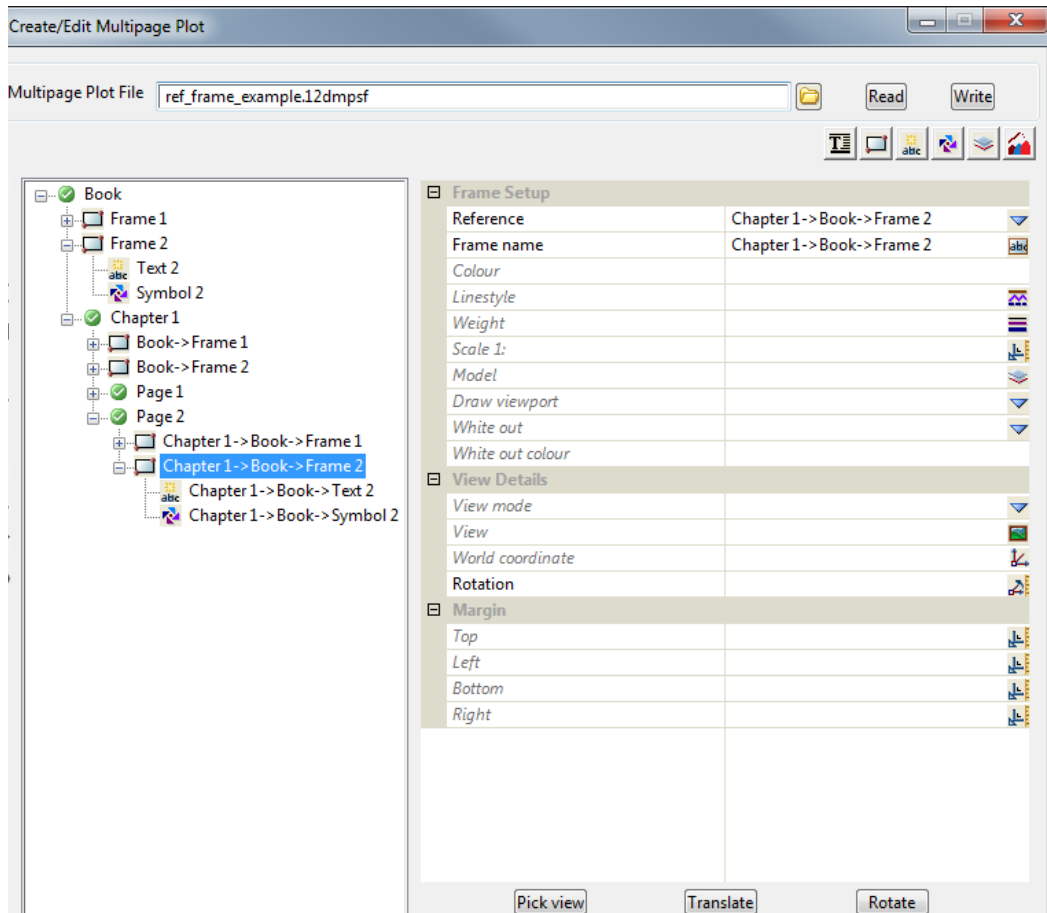 Create/Edit Multipage Plot
Multipage Plot File ref_frame_example.12dmpsf Read Write
Book
Frame 1
Frame 2
Text 2
Symbol 2
Chapter 1
Book->Frame 1
Book->Frame 2
Page 1
Page 2
Chapter 1->Book->Frame 1
Chapter 1->Book->Frame 2
Chapter 1->Book->Text 2
Chapter 1->Book->Symbol 2
Frame Setup
Reference Chapter 1->Book->Frame 2
Frame name Chapter 1->Book->Frame 2
Colour
Linestyle
Weight
Scale 1:
Model
Draw viewport
White out
White out colour
View Details
View mode
View
World coordinate
Rotation
Margin
Top
Left
Bottom
Right
Pick view Translate Rotate